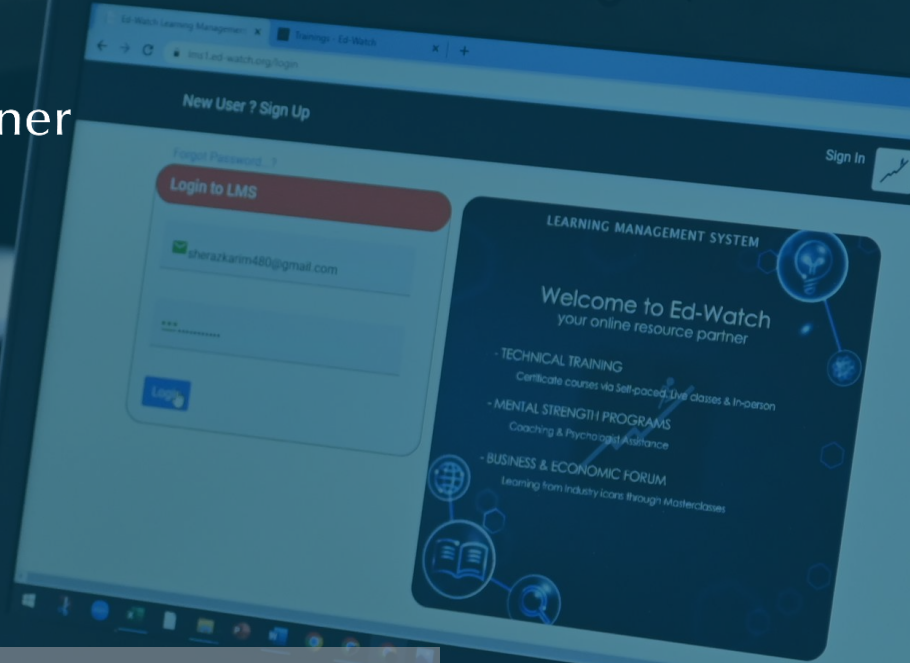 Ed-Watch Learning Management
Trainings - Ed-Watch
lms1.ed-watch.org/login
ner
New User ? Sign Up
Sign In
Forgot Password...?
Login to LMS
sherazkarim480@gmail.com
Login
LEARNING MANAGEMENT SYSTEM
Welcome to Ed-Watch
your online resource partner
- TECHNICAL TRAINING
Certificate courses via Self-paced, Live classes & In-person
- MENTAL STRENGTH PROGRAMS
Coaching & Psychologist Assistance
- BUSINESS & ECONOMIC FORUM
Learning from Industry icons through Masterclasses